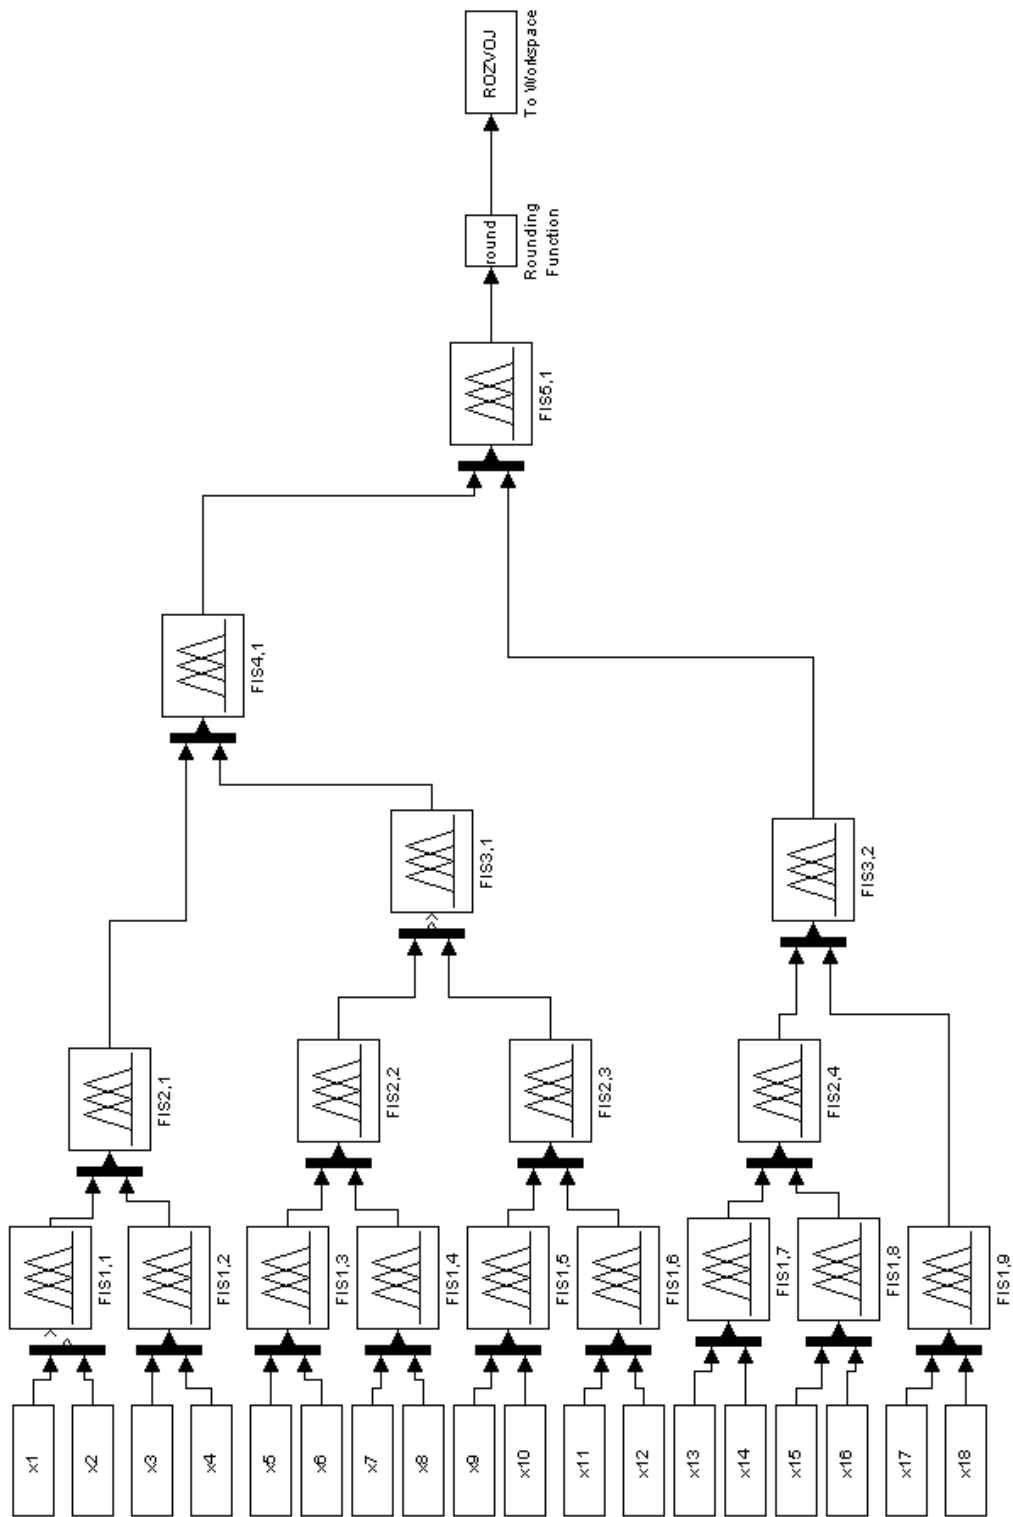 ROZVOJ
To Workspace
round
Rounding
Function
FIS5,1
FIS4,1
FIS3,1
FIS3,2
FIS2,1
FIS2,2
FIS2,3
FIS2,4
FIS1,1
FIS1,2
FIS1,3
FIS1,4
FIS1,5
FIS1,6
FIS1,7
FIS1,8
FIS1,9
x1
x2
x3
x4
x5
x6
x7
x8
x9
x10
x11
x12
x13
x14
x15
x16
x17
x18